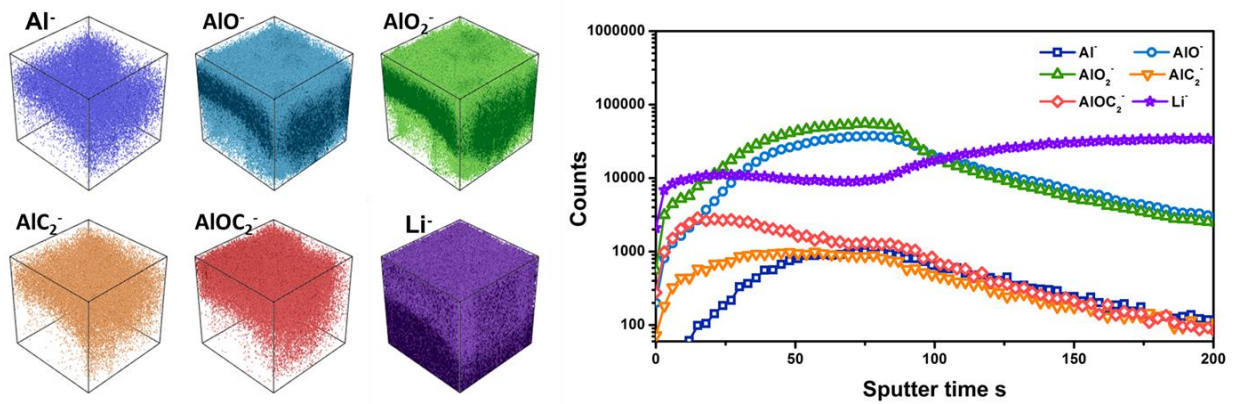 Al⁻ AlO⁻ AlO₂⁻
AlC₂⁻ AlOC₂⁻ Li⁻
1000000
100000
10000
1000
100
Counts
Al⁻ AlO⁻
AlO₂⁻ AlC₂⁻
AlOC₂⁻ Li⁻
0 50 100 150 200
Sputter time s